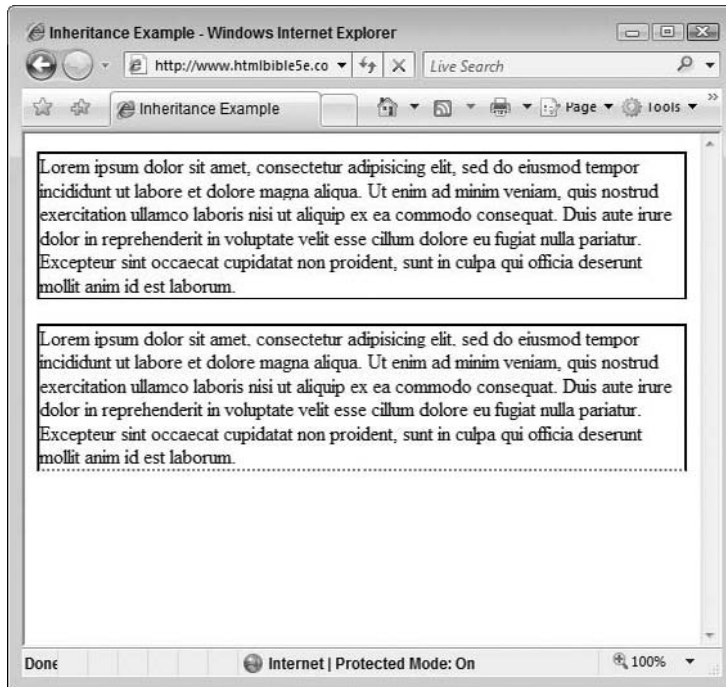 Inheritance Example - Windows Internet Explorer
http://www.htmlbible5e.co
Live Search
Inheritance Example
Page
Tools
Lorem ipsum dolor sit amet, consectetur adipisicing elit, sed do eiusmod tempor
incididunt ut labore et dolore magna aliqua. Ut enim ad minim veniam, quis nostrud
exercitation ullamco laboris nisi ut aliquip ex ea commodo consequat. Duis aute irure
dolor in reprehenderit in voluptate velit esse cillum dolore eu fugiat nulla pariatur.
Excepteur sint occaecat cupidatat non proident, sunt in culpa qui officia deserunt
mollit anim id est laborum.
Lorem ipsum dolor sit amet, consectetur adipisicing elit, sed do eiusmod tempor
incididunt ut labore et dolore magna aliqua. Ut enim ad minim veniam, quis nostrud
exercitation ullamco laboris nisi ut aliquip ex ea commodo consequat. Duis aute irure
dolor in reprehenderit in voluptate velit esse cillum dolore eu fugiat nulla pariatur.
Excepteur sint occaecat cupidatat non proident, sunt in culpa qui officia deserunt
mollit anim id est laborum.
Done
Internet | Protected Mode: On
100%